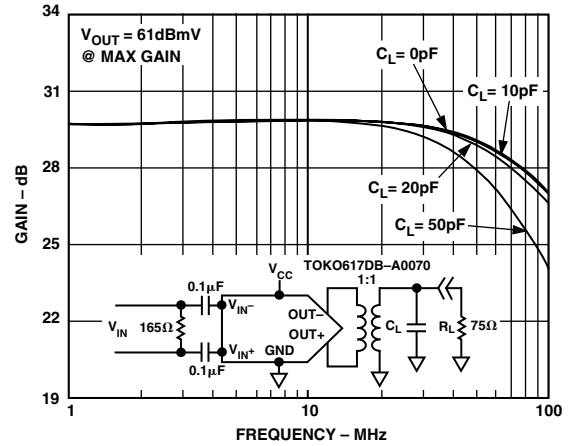 34
31
28
25
22
19
GAIN – dB
V_OUT = 61dBmV
@ MAX GAIN
C_L = 0pF
C_L = 10pF
C_L = 20pF
C_L = 50pF
TOKO617DB–A0070
1:1
V_CC
0.1µF
V_IN–
OUT–
V_IN
165Ω
OUT+
C_L
R_L
75Ω
V_IN+
GND
0.1µF
1
10
100
FREQUENCY – MHz